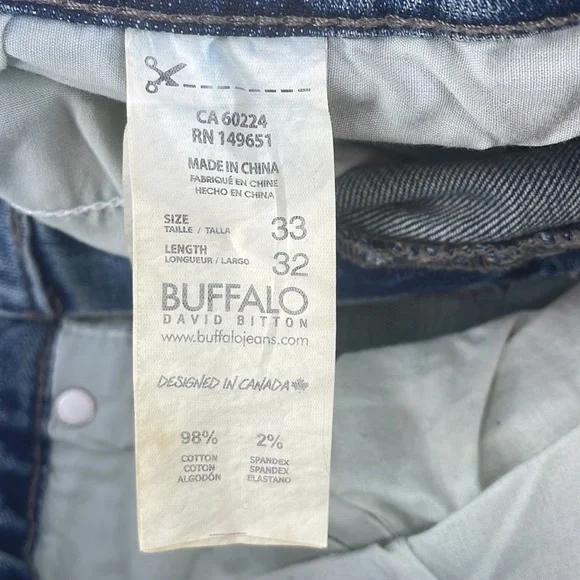 CA 60224
RN 149651
MADE IN CHINA
FABRIQUÉ EN CHINE
HECHO EN CHINA
SIZE
TAILLE / TALLA 33
LENGTH
LONGUEUR / LARGO 32
BUFFALO
DAVID BITTON
www.buffalojeans.com
DESIGNED IN CANADA
98% 2%
COTTON SPANDEX
COTON SPANDEX
ALGODÓN ELASTANO